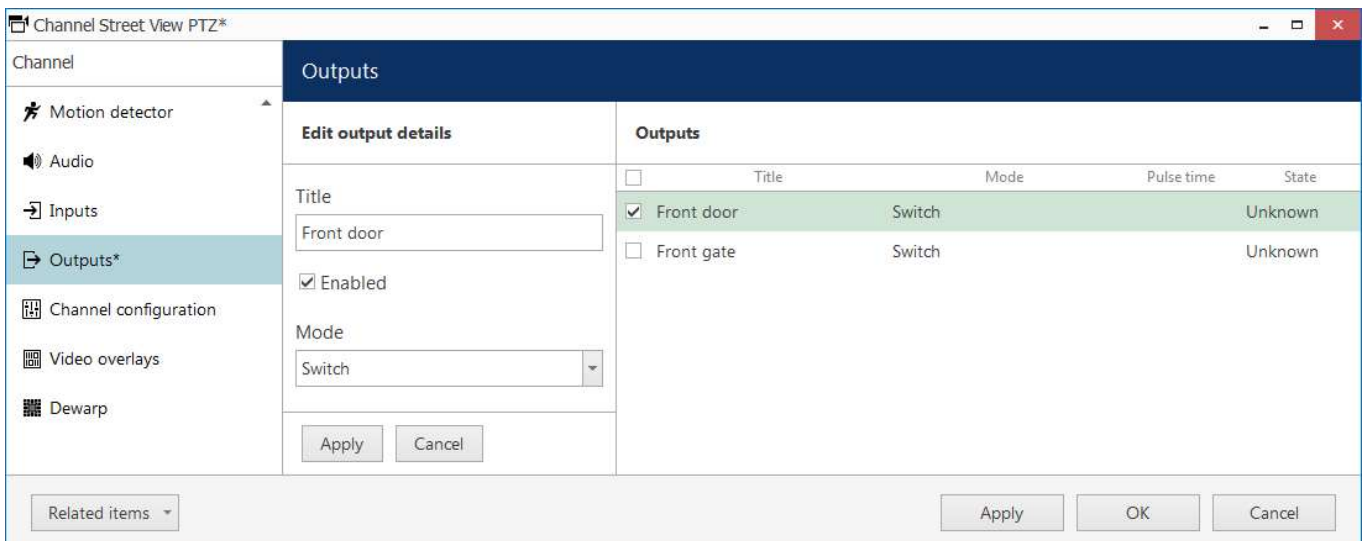 Channel Street View PTZ*
Channel
Motion detector
Audio
Inputs
Outputs*
Channel configuration
Video overlays
Dewarp
Outputs
Edit output details
Title
Front door
Enabled
Mode
Switch
Apply Cancel
Outputs
Title Mode Pulse time State
Front door Switch Unknown
Front gate Switch Unknown
Related items
Apply OK Cancel